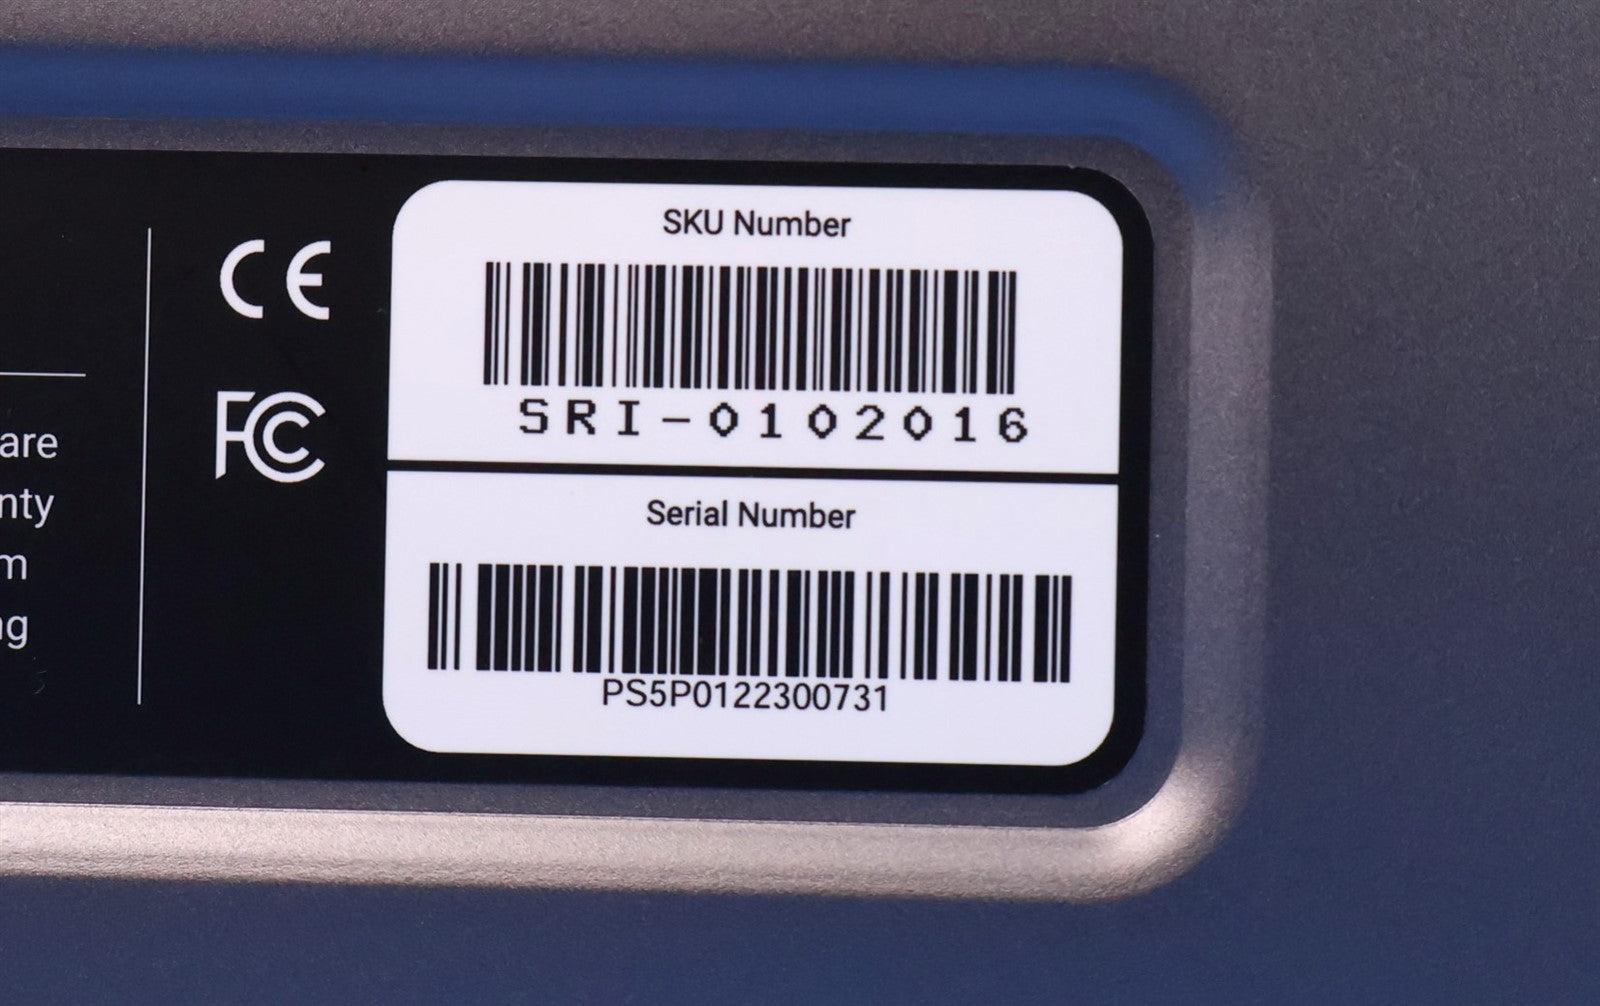 are
nty
m
ng
CE
FC
SKU Number
SRI-0102016
Serial Number
PS5P0122300731